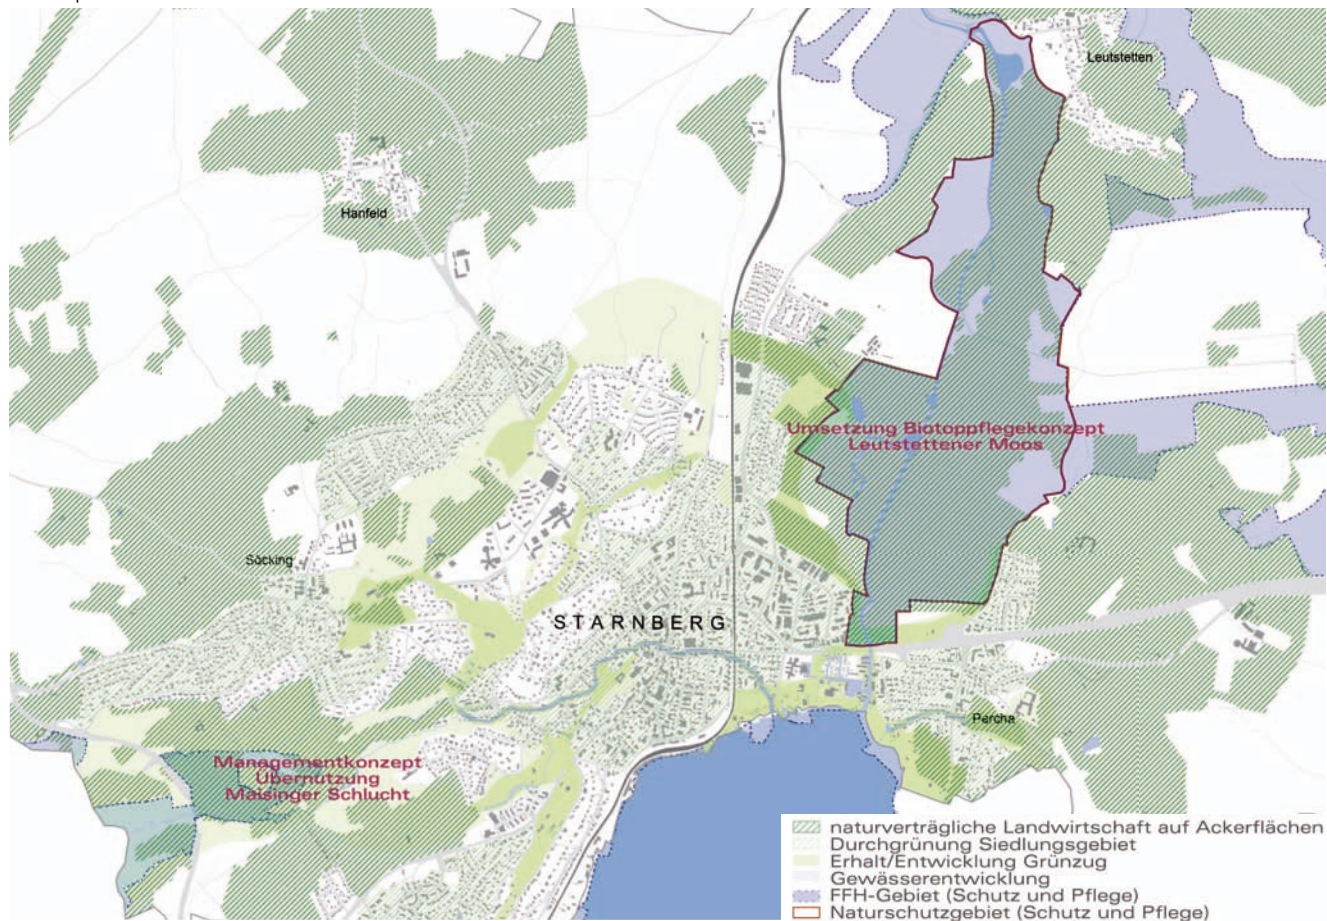 Leutstetten
Hanfeld
Umsetzung Biotoppflegekonzept
Leutstettener Moos
Söcking
STARNBERG
Percha
Managementkonzept
Übernutzung
Maisinger Schlucht
naturverträgliche Landwirtschaft auf Ackerflächen
Durchgrünung Siedlungsgebiet
Erhalt/Entwicklung Grünzug
Gewässerentwicklung
FFH-Gebiet (Schutz und Pflege)
Naturschutzgebiet (Schutz und Pflege)